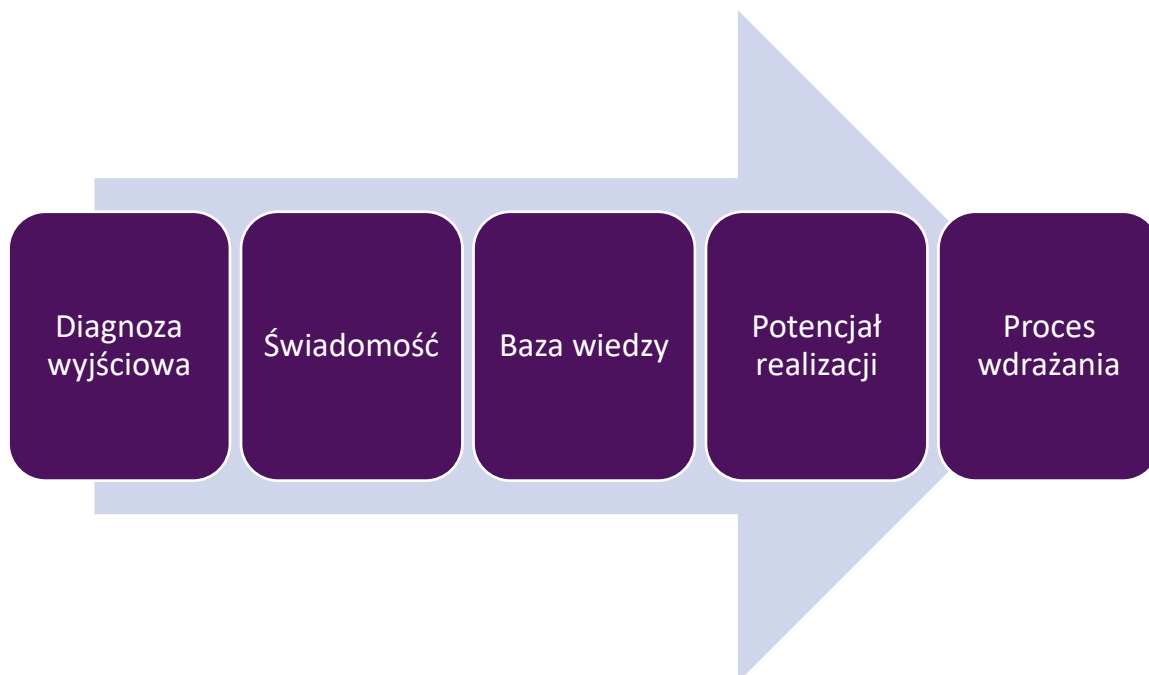 Diagnoza
wyjściowa
Świadomość
Baza wiedzy
Potencjał
realizacji
Proces
wdrażania